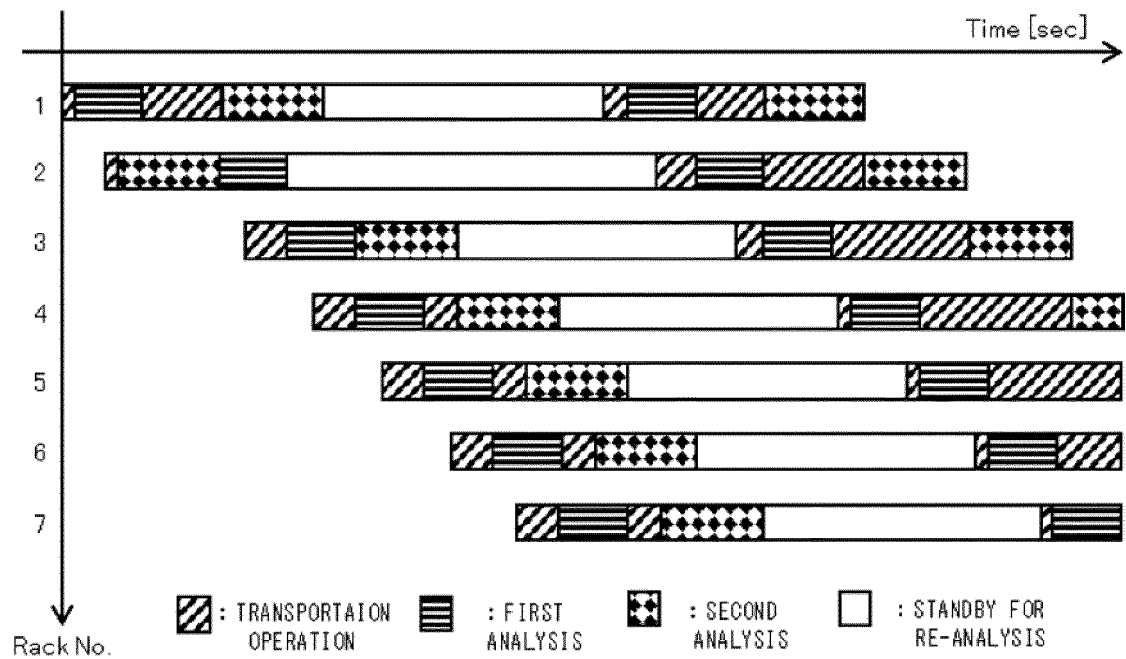 Time [sec]
1
2
3
4
5
6
7
Rack No.
: TRANSPORTAION
OPERATION
: FIRST
ANALYSIS
: SECOND
ANALYSIS
: STANDBY FOR
RE-ANALYSIS